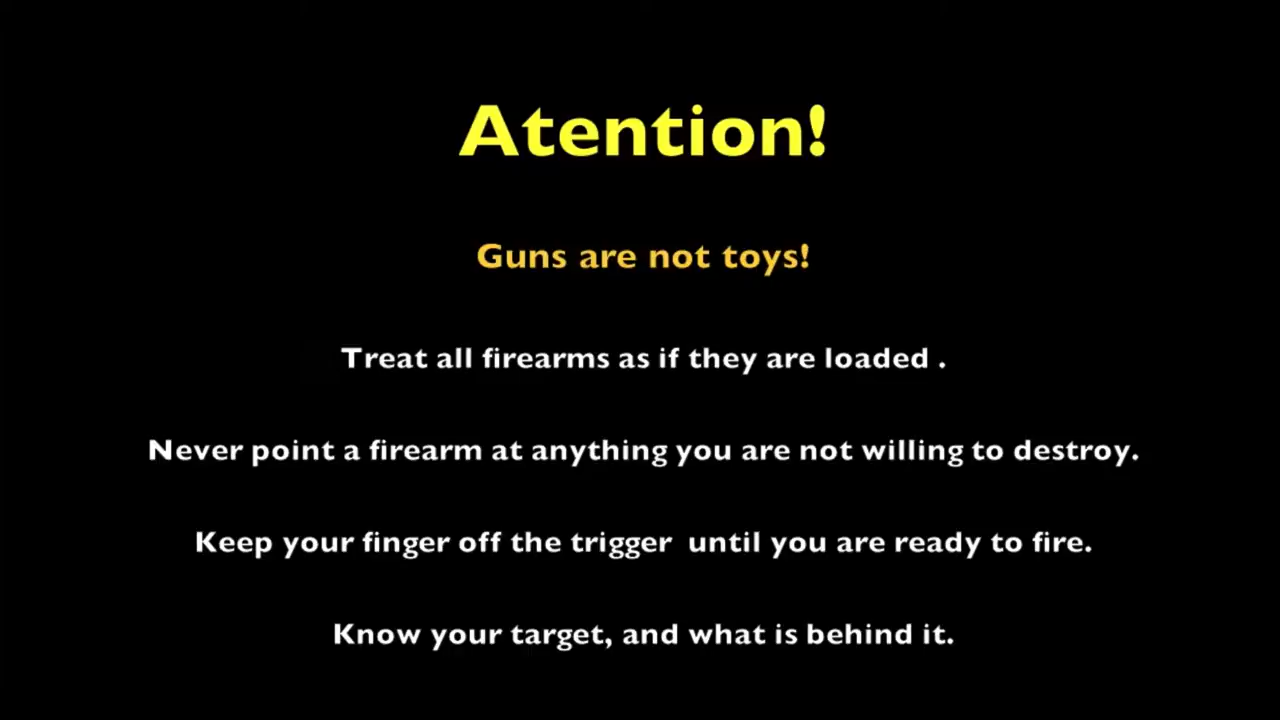 Atention!
Guns are not toys!
Treat all firearms as if they are loaded .
Never point a firearm at anything you are not willing to destroy.
Keep your finger off the trigger  until you are ready to fire.
Know your target, and what is behind it.